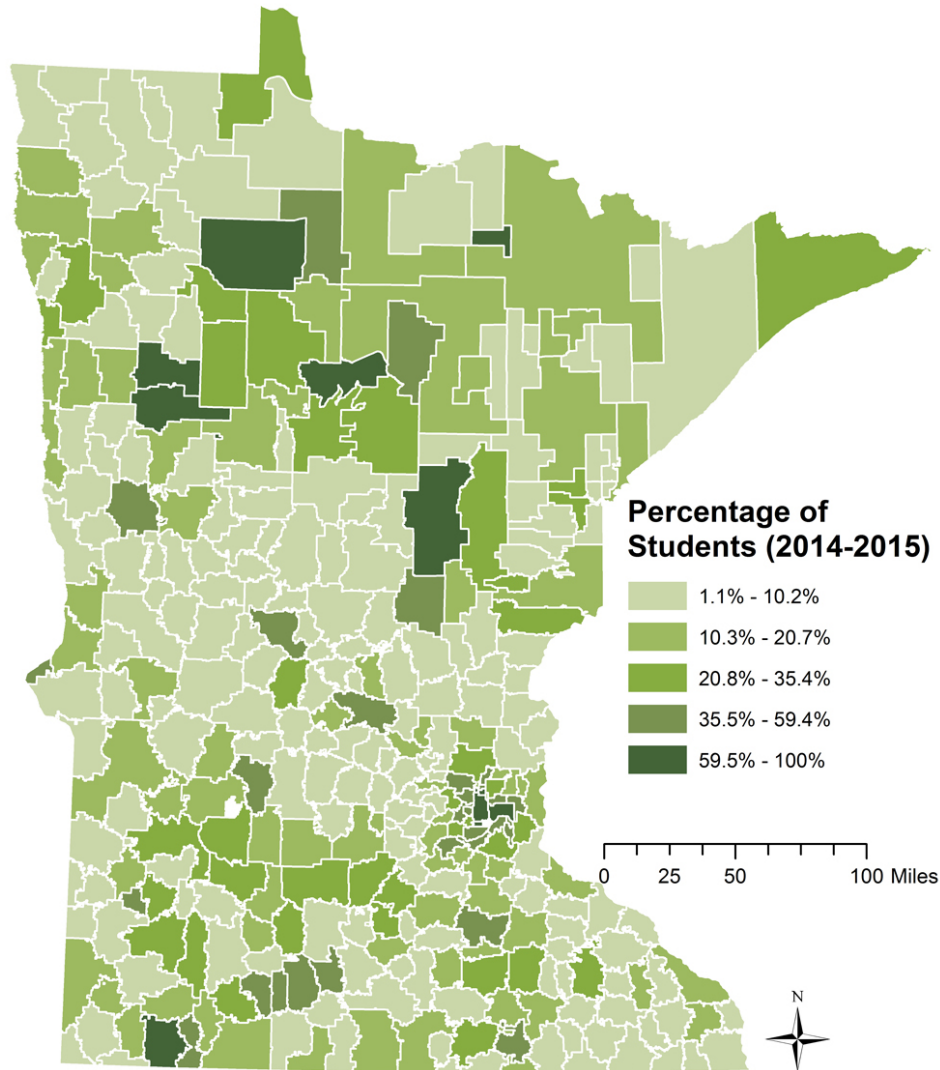 Percentage of
Students (2014-2015)
1.1% - 10.2%
10.3% - 20.7%
20.8% - 35.4%
35.5% - 59.4%
59.5% - 100%
0 25 50 100 Miles
N